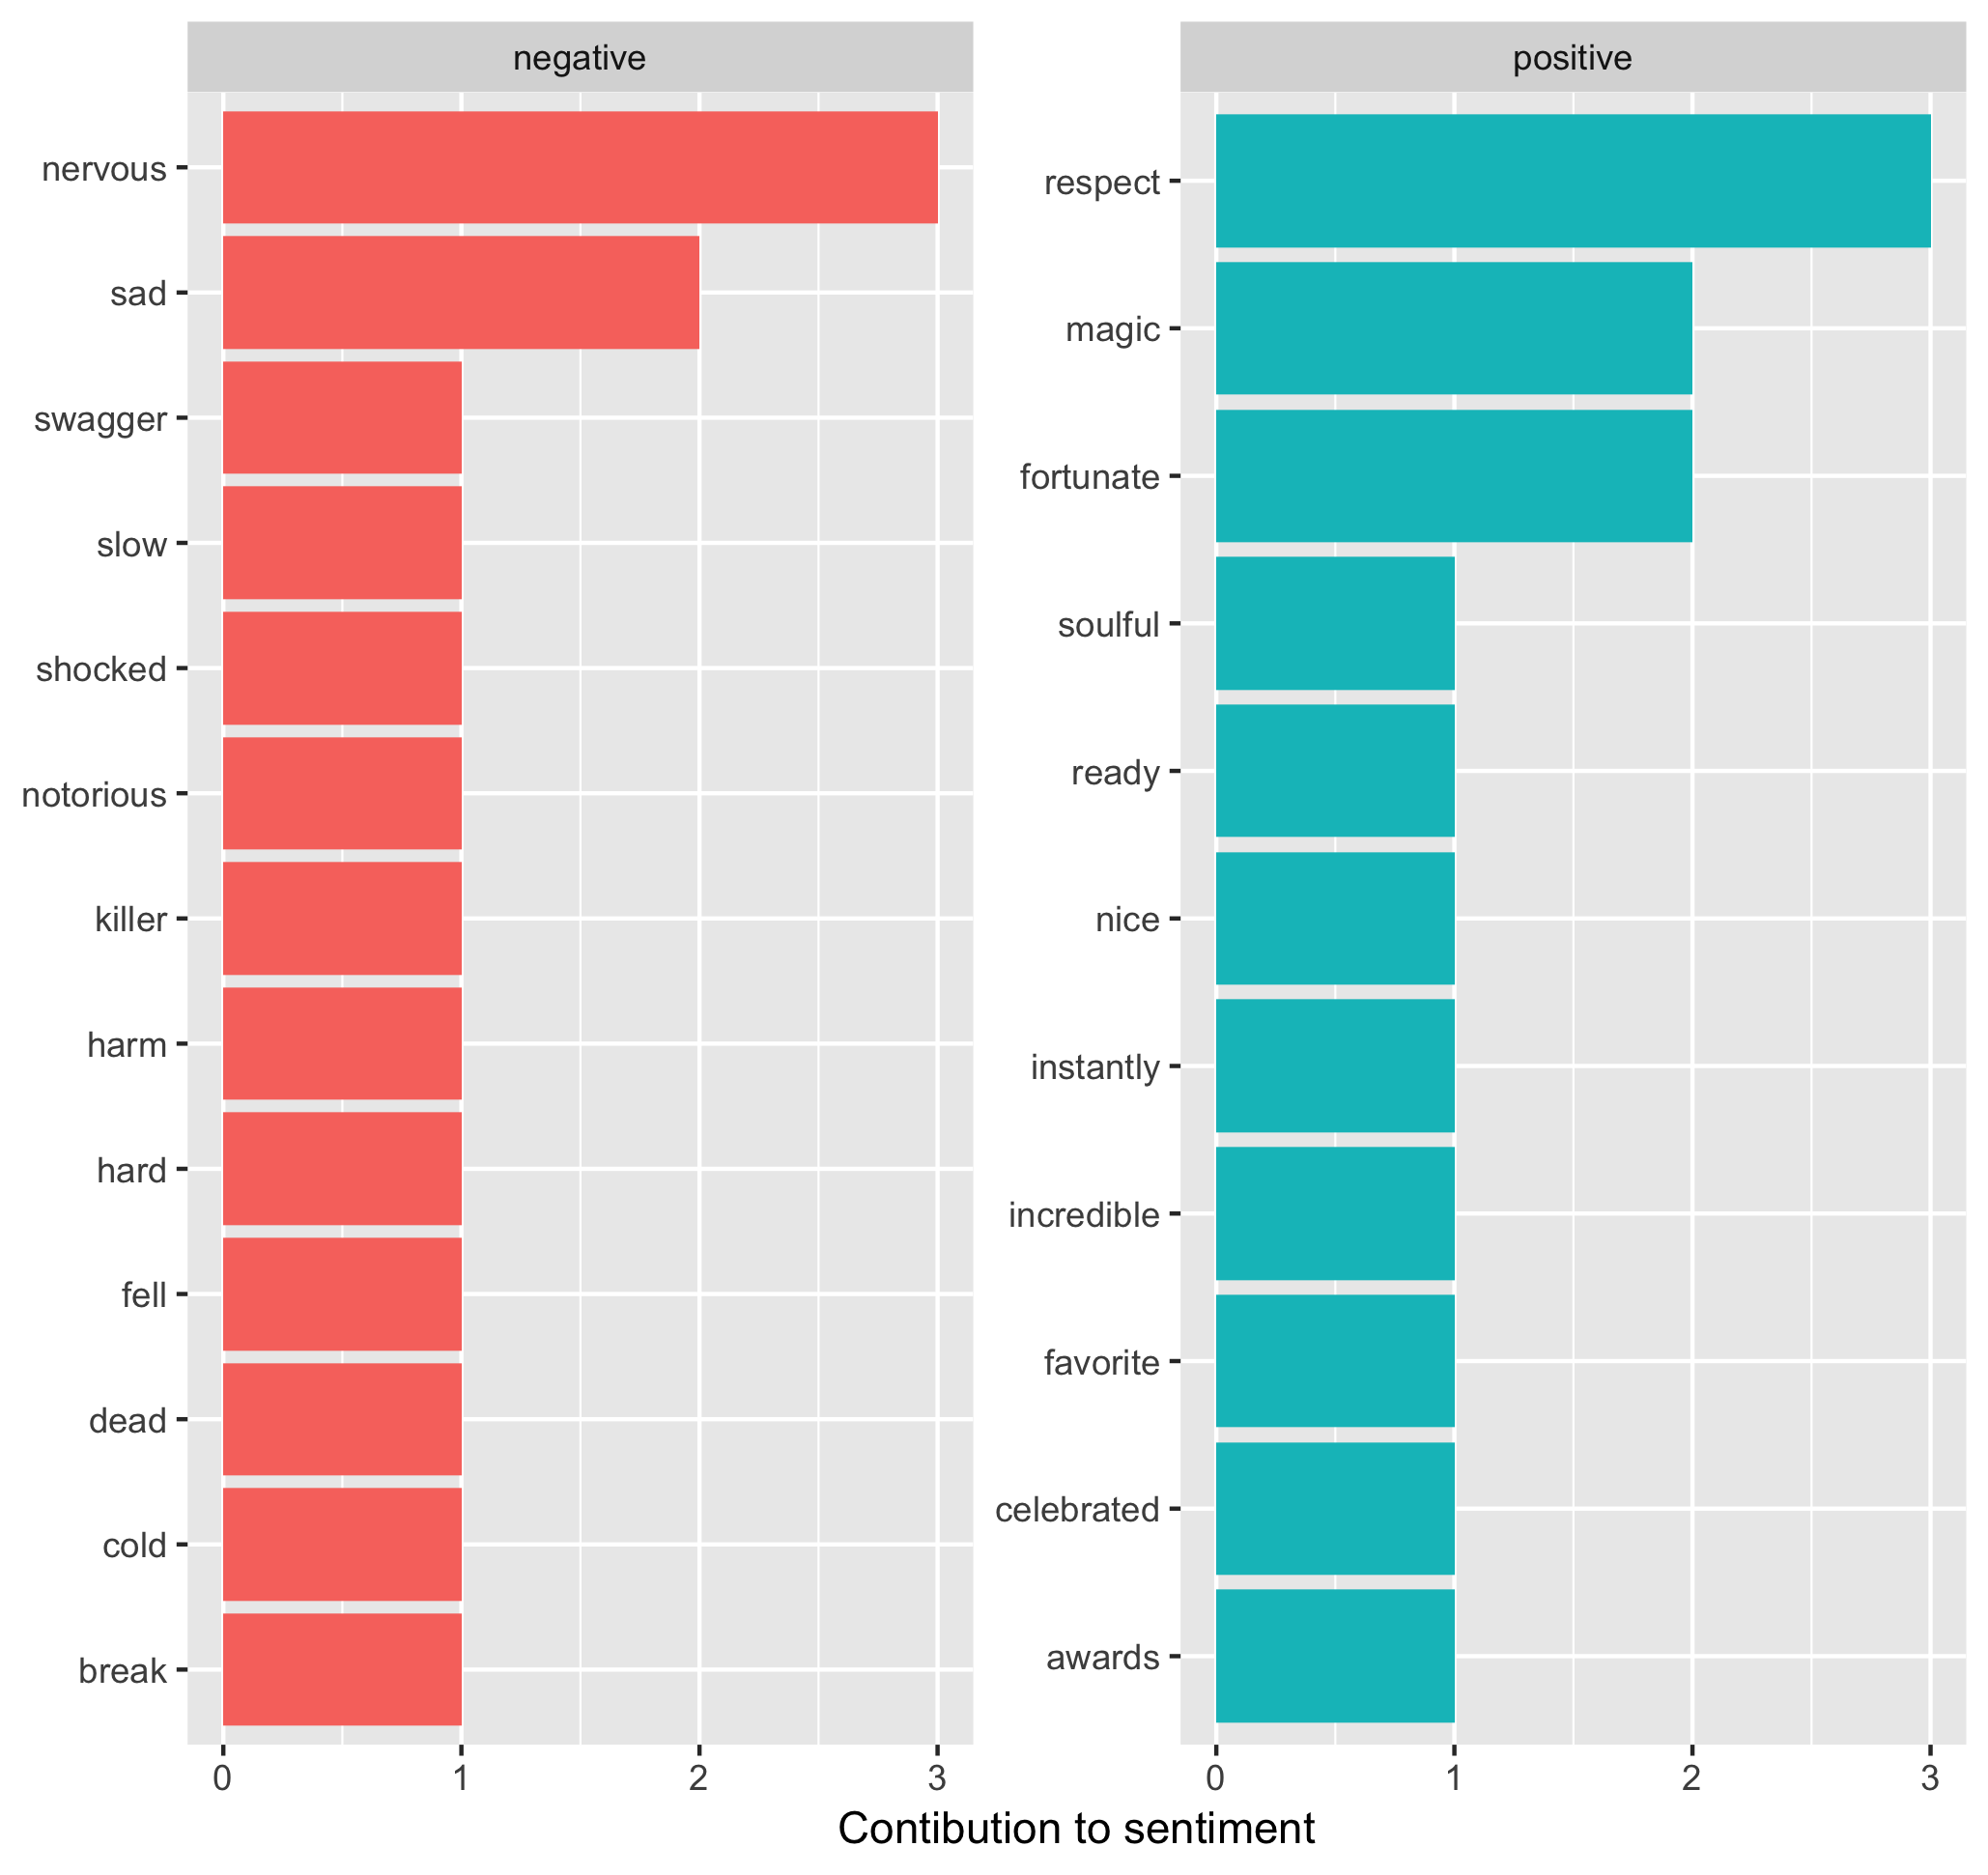 negative
nervous
sad
swagger
slow
shocked
notorious
killer
harm
hard
fell
dead
cold
break
0 1 2 3
positive
respect
magic
fortunate
soulful
ready
nice
instantly
incredible
favorite
celebrated
awards
0 1 2 3
Contibution to sentiment